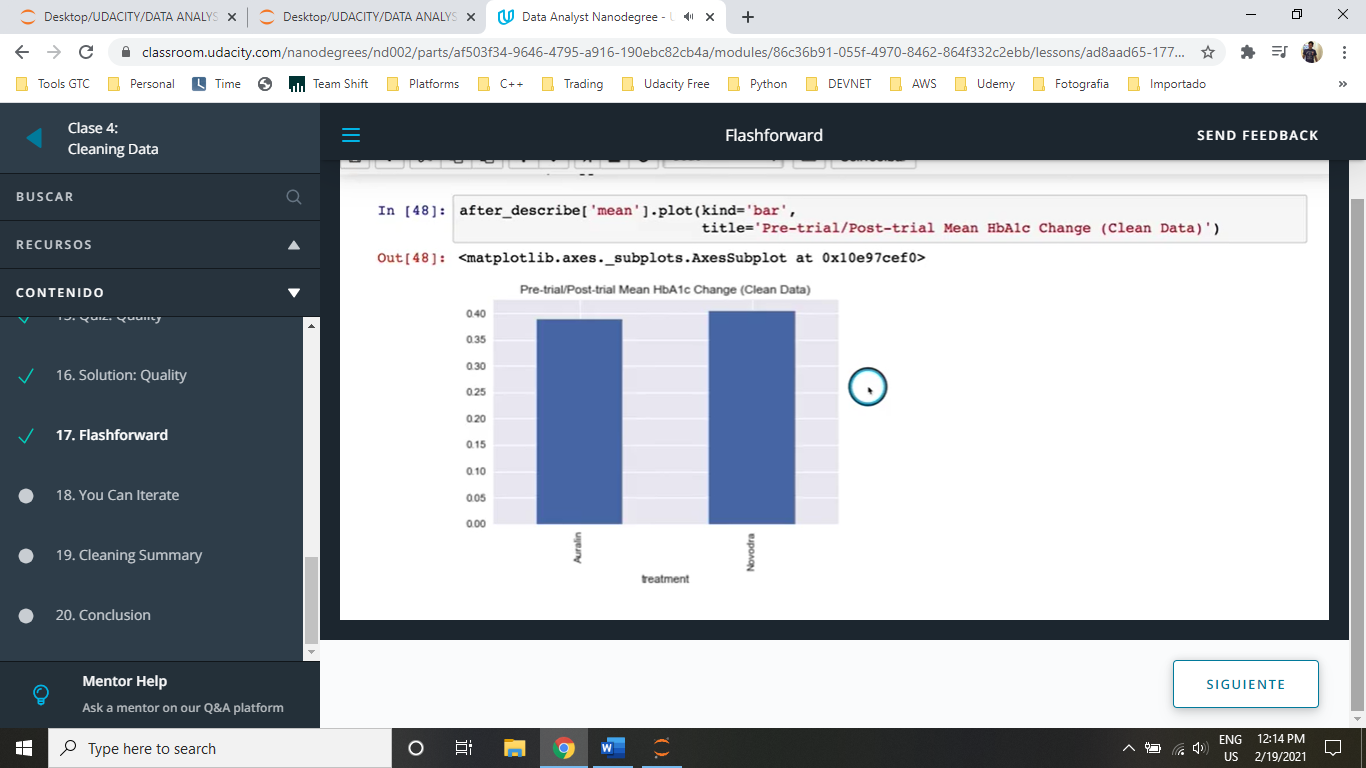 Desktop/UDACITY/DATA ANALYS
Desktop/UDACITY/DATA ANALYS
Data Analyst Nanodegree -
classroom.udacity.com/nanodegrees/nd002/parts/af503f34-9646-4795-a916-190ebc82cb4a/modules/86c36b91-055f-4970-8462-864f332c2ebb/lessons/ad8aad65-177...
Tools GTC
Personal
Time
Team Shift
Platforms
C++
Trading
Udacity Free
Python
DEVNET
AWS
Udemy
Fotografia
Importado
»
Clase 4:
Cleaning Data
BUSCAR
RECURSOS
CONTENIDO
15. Quiz: Quality
16. Solution: Quality
17. Flashforward
18. You Can Iterate
19. Cleaning Summary
20. Conclusion
Mentor Help
Ask a mentor on our Q&A platform
Flashforward
SEND FEEDBACK
In [48]: after_describe['mean'].plot(kind='bar',
title='Pre-trial/Post-trial Mean HbA1c Change (Clean Data)')
Out[48]: <matplotlib.axes._subplots.AxesSubplot at 0x10e97cef0>
Pre-trial/Post-trial Mean HbA1c Change (Clean Data)
0.40
0.35
0.30
0.25
0.20
0.15
0.10
0.05
0.00
Auralin
Novodra
treatment
SIGUIENTE
Type here to search
ENG
US
12:14 PM
2/19/2021